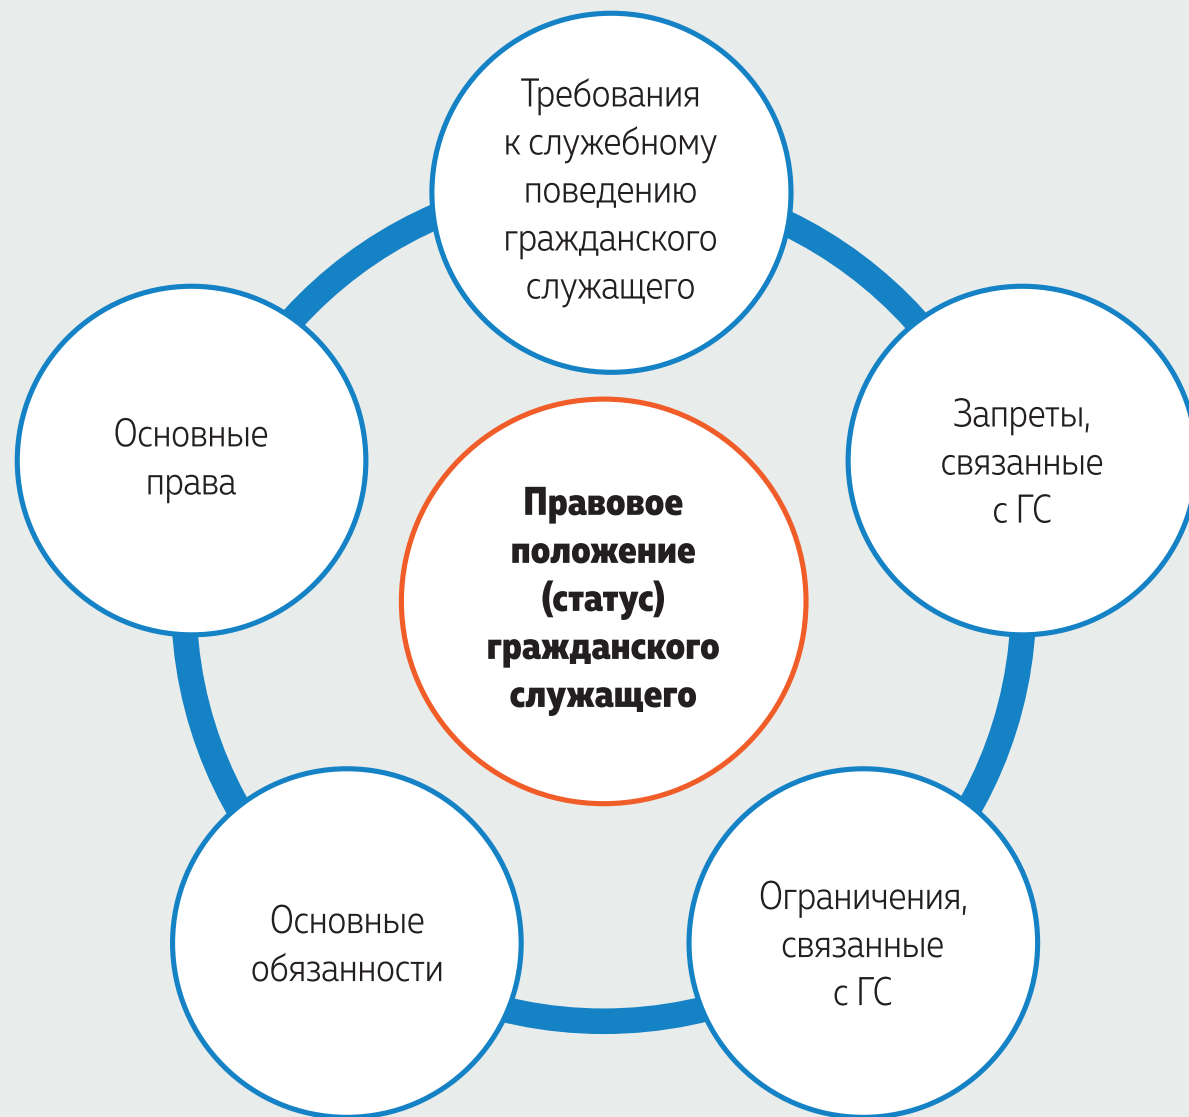 Требования
к служебному
поведению
гражданского
служащего
Основные
права
Запреты,
связанные
с ГС
Правовое
положение
(статус)
гражданского
служащего
Основные
обязанности
Ограничения,
связанные
с ГС